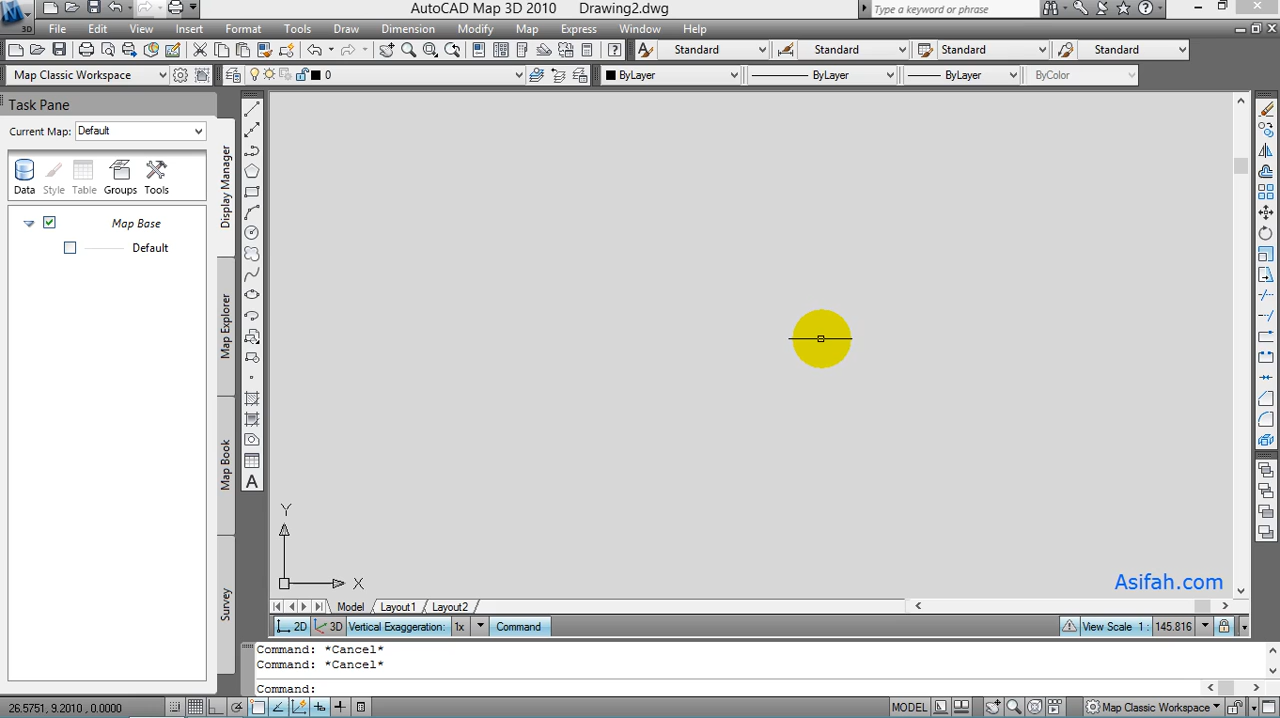 AutoCAD Map 3D 2010 Drawing2.dwg
Type a keyword or phrase
3D
File Edit View Insert Format Tools Draw Dimension Modify Map Express Window Help
Standard Standard Standard Standard
Map Classic Workspace 0 ByLayer ByLayer ByLayer ByColor
Task Pane
Current Map: Default
Data Style Table Groups Tools
Map Base
Default
Display Manager
Map Explorer
Map Book
Survey
A
Y
X
Asifah.com
Model Layout1 Layout2
2D 3D Vertical Exaggeration: 1x Command View Scale 1 : 145.816
Command: *Cancel*
Command: *Cancel*
Command:
26.5751, 9.2010, 0.0000 MODEL Map Classic Workspace